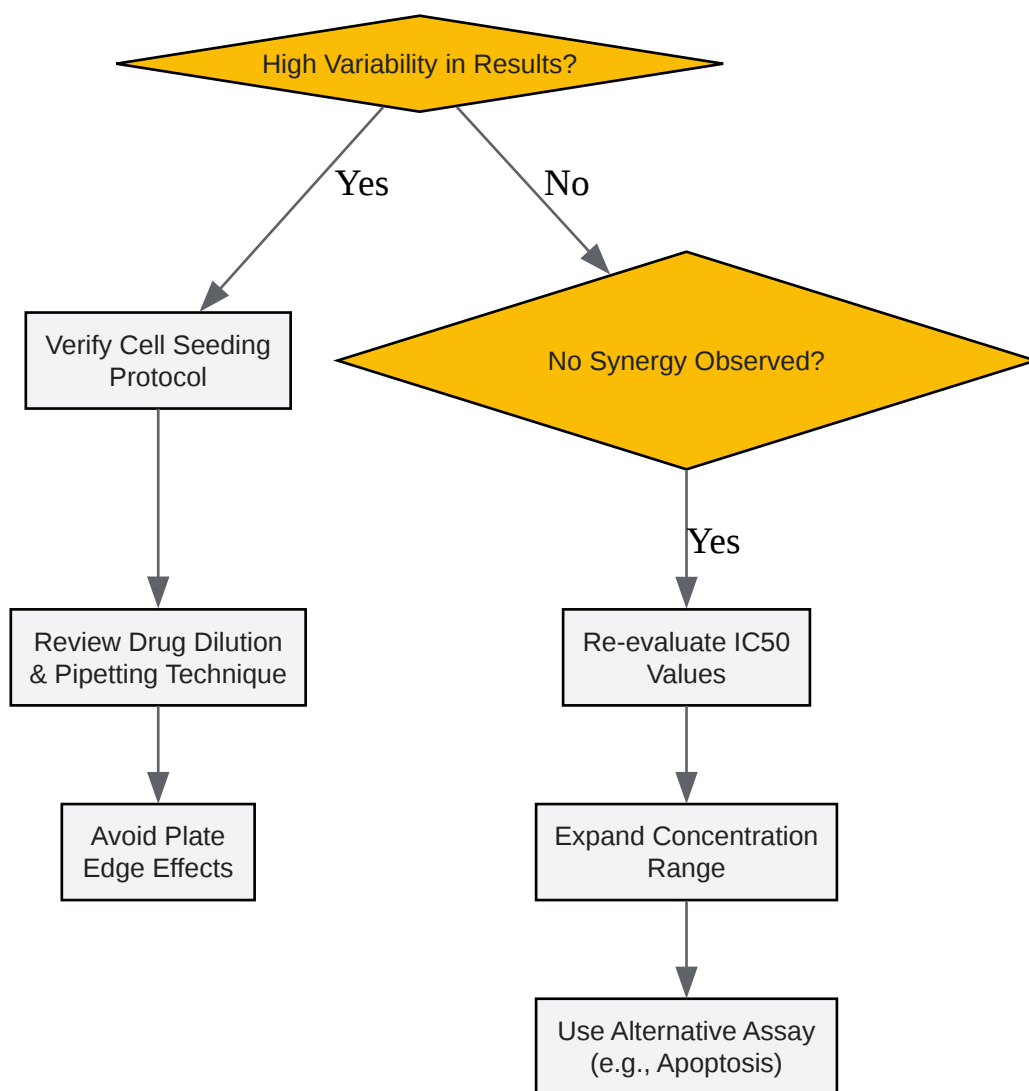 High Variability in Results?
Yes
No
Verify Cell Seeding
Protocol
No Synergy Observed?
Yes
Review Drug Dilution
& Pipetting Technique
Re-evaluate IC50
Values
Avoid Plate
Edge Effects
Expand Concentration
Range
Use Alternative Assay
(e.g., Apoptosis)